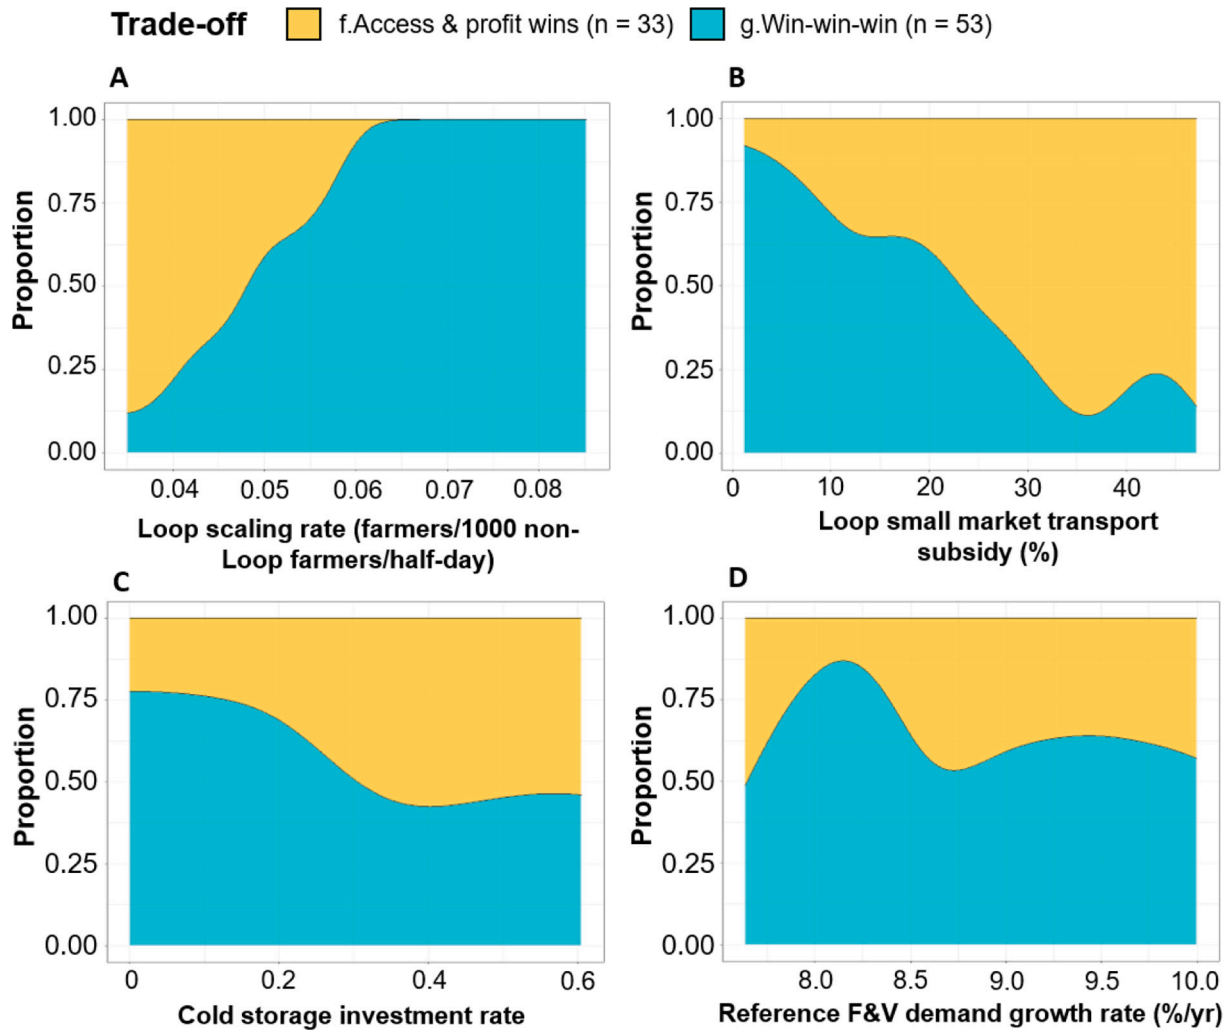 Trade-off f.Access & profit wins (n = 33) g.Win-win-win (n = 53)
A
1.00
0.75
0.50
0.25
0.00
Proportion
0.04 0.05 0.06 0.07 0.08
Loop scaling rate (farmers/1000 non-
Loop farmers/half-day)
B
1.00
0.75
0.50
0.25
0.00
Proportion
0 10 20 30 40
Loop small market transport
subsidy (%)
C
1.00
0.75
0.50
0.25
0.00
Proportion
0 0.2 0.4 0.6
Cold storage investment rate
D
1.00
0.75
0.50
0.25
0.00
Proportion
8.0 8.5 9.0 9.5 10.0
Reference F&V demand growth rate (%/yr)